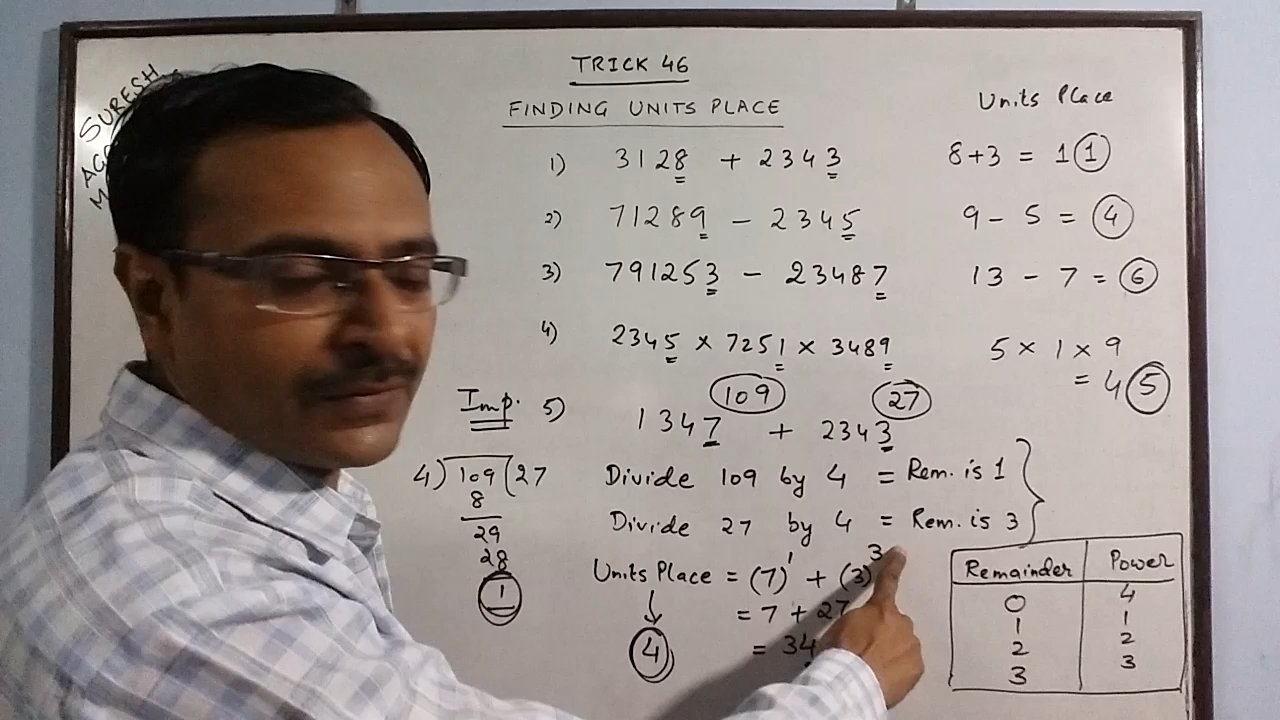 SURESH
TRICK 46
FINDING UNITS PLACE
Units Place
1) 3128 + 2343 8+3 = 11
2) 71289 - 2345 9 - 5 = 4
3) 791253 - 23487 13 - 7 = 6
4) 2345 × 7251 × 3489 5 × 1 × 9
= 45
Imp. 5) 1347^109 + 2343^27
4) 109 (27
8
29
28
1
Divide 109 by 4 = Rem. is 1
Divide 27 by 4 = Rem. is 3
Units Place = (7)^1 + (3)^3
= 7 + 27
= 34
4
Remainder Power
0 4
1 1
2 2
3 3